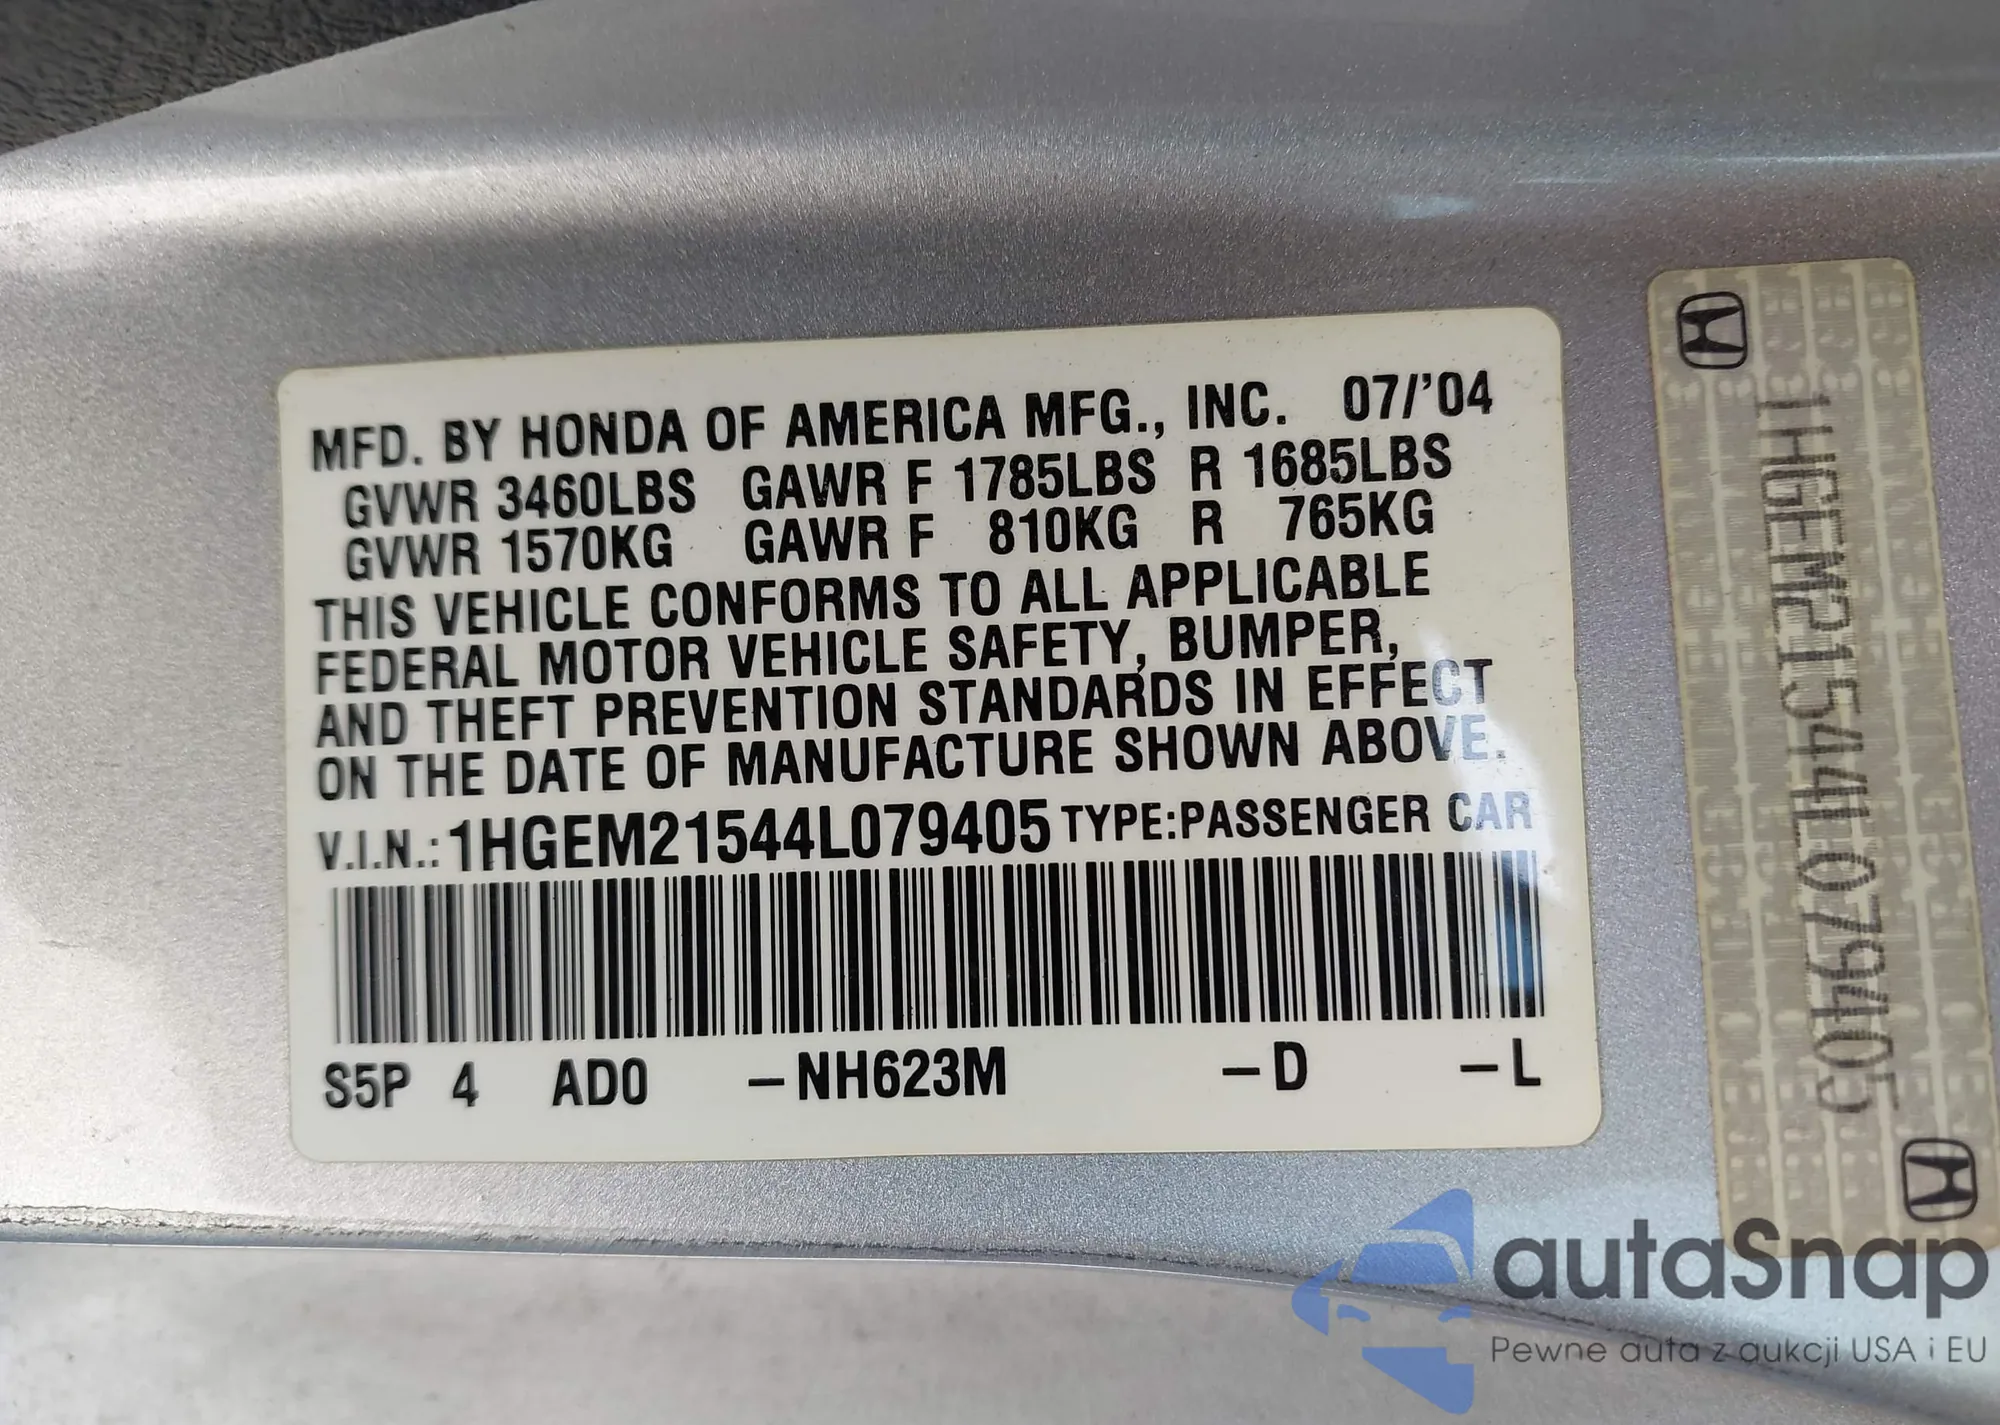 MFD. BY HONDA OF AMERICA MFG., INC. 07/'04
GVWR 3460LBS GAWR F 1785LBS R 1685LBS
GVWR 1570KG GAWR F 810KG R 765KG
THIS VEHICLE CONFORMS TO ALL APPLICABLE
FEDERAL MOTOR VEHICLE SAFETY, BUMPER,
AND THEFT PREVENTION STANDARDS IN EFFECT
ON THE DATE OF MANUFACTURE SHOWN ABOVE.
V.I.N.: 1HGEM21544L079405 TYPE:PASSENGER CAR
S5P 4 AD0 –NH623M –D –L
1HGEM21544L079405
autaSnap
Pewne auta z aukcji USA i EU